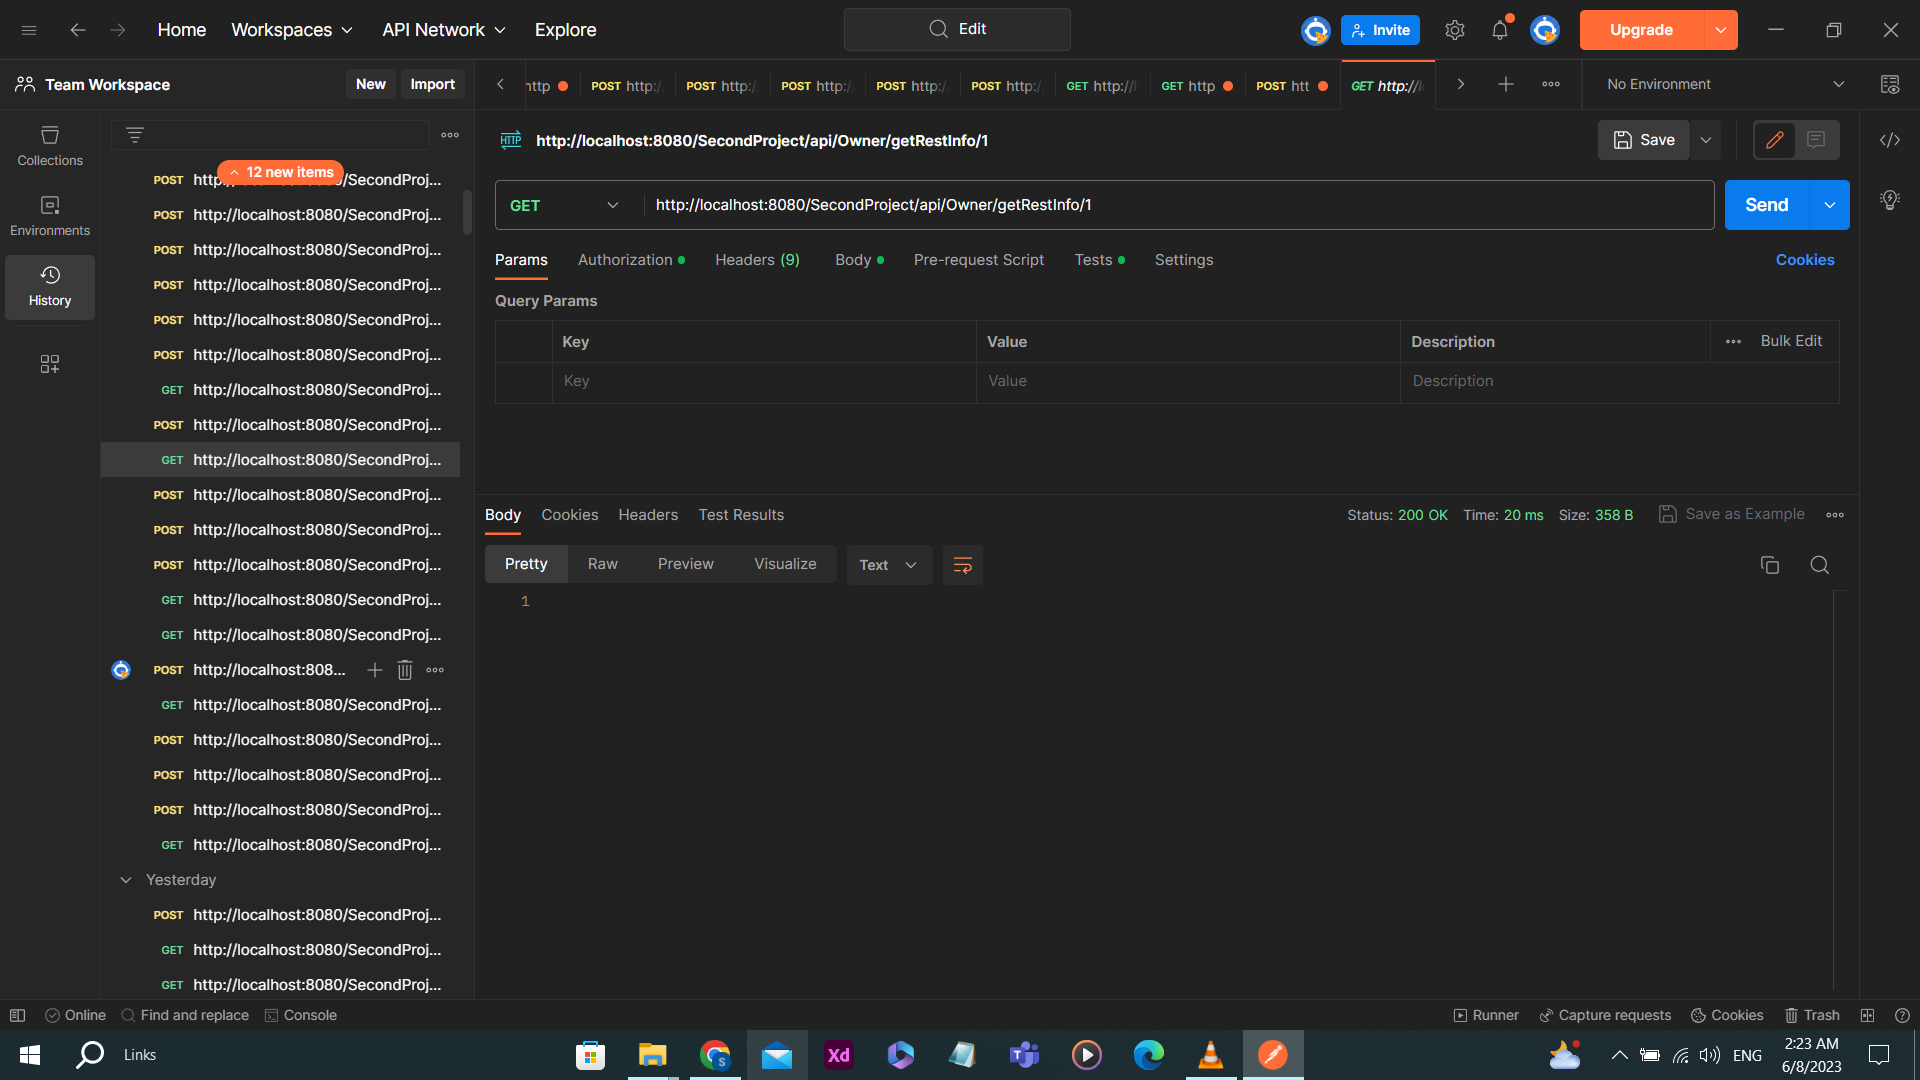 Home
Workspaces
API Network
Explore
Edit
Invite
Upgrade
Team Workspace
New
Import
http
POST http:/
POST http:/
POST http:/
POST http:/
POST http:/
GET http://
GET http
POST htt
GET http://
No Environment
Collections
Environments
History
12 new items
POST http /SecondProj...
POST http://localhost:8080/SecondProj...
POST http://localhost:8080/SecondProj...
POST http://localhost:8080/SecondProj...
POST http://localhost:8080/SecondProj...
POST http://localhost:8080/SecondProj...
GET http://localhost:8080/SecondProj...
POST http://localhost:8080/SecondProj...
GET http://localhost:8080/SecondProj...
POST http://localhost:8080/SecondProj...
POST http://localhost:8080/SecondProj...
POST http://localhost:8080/SecondProj...
GET http://localhost:8080/SecondProj...
GET http://localhost:8080/SecondProj...
POST http://localhost:808...
GET http://localhost:8080/SecondProj...
POST http://localhost:8080/SecondProj...
POST http://localhost:8080/SecondProj...
POST http://localhost:8080/SecondProj...
GET http://localhost:8080/SecondProj...
Yesterday
POST http://localhost:8080/SecondProj...
GET http://localhost:8080/SecondProj...
GET http://localhost:8080/SecondProj...
HTTP http://localhost:8080/SecondProject/api/Owner/getRestInfo/1
Save
GET http://localhost:8080/SecondProject/api/Owner/getRestInfo/1
Send
Params Authorization Headers (9) Body Pre-request Script Tests Settings
Cookies
Query Params
Key Value Description Bulk Edit
Key Value Description
Body Cookies Headers Test Results
Status: 200 OK Time: 20 ms Size: 358 B Save as Example
Pretty Raw Preview Visualize Text
1
Online Find and replace Console
Runner Capture requests Cookies Trash
Links
Xd
S
T
ENG
2:23 AM
6/8/2023